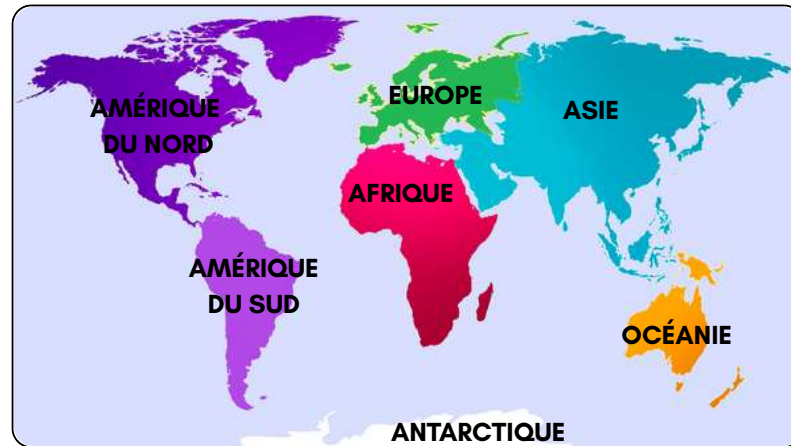 AMÉRIQUE
DU NORD
EUROPE
ASIE
AFRIQUE
AMÉRIQUE
DU SUD
OCÉANIE
ANTARCTIQUE